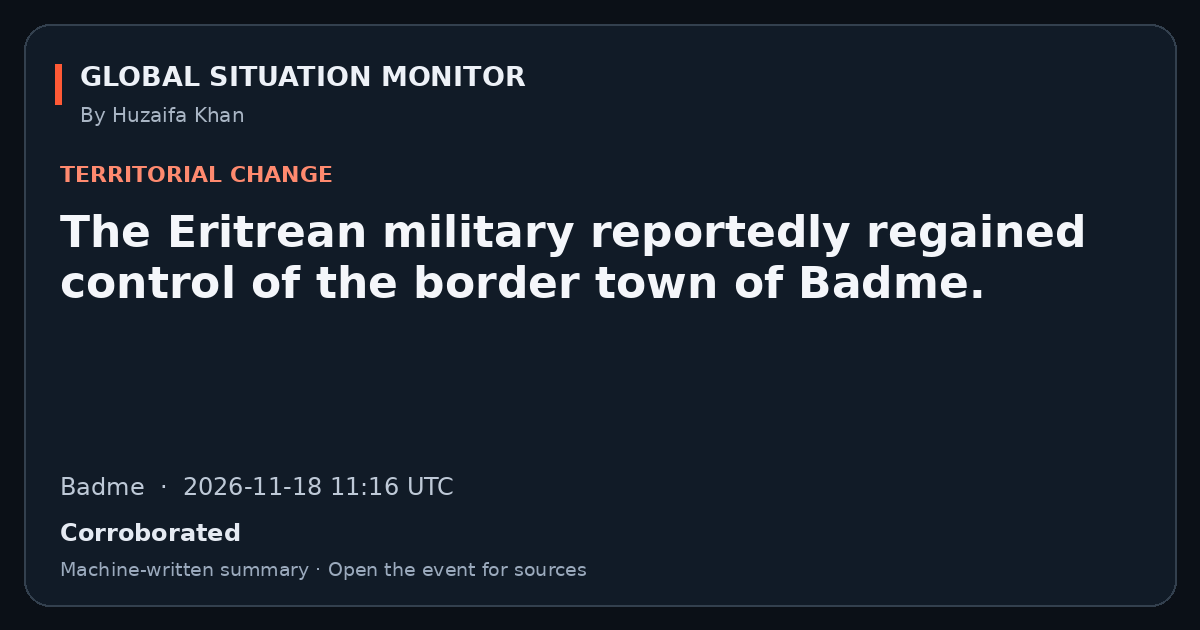 GLOBAL SITUATION MONITOR
By Huzaifa Khan
TERRITORIAL CHANGE
The Eritrean military reportedly regained
control of the border town of Badme.
Badme · 2026-11-18 11:16 UTC
Corroborated
Machine-written summary · Open the event for sources